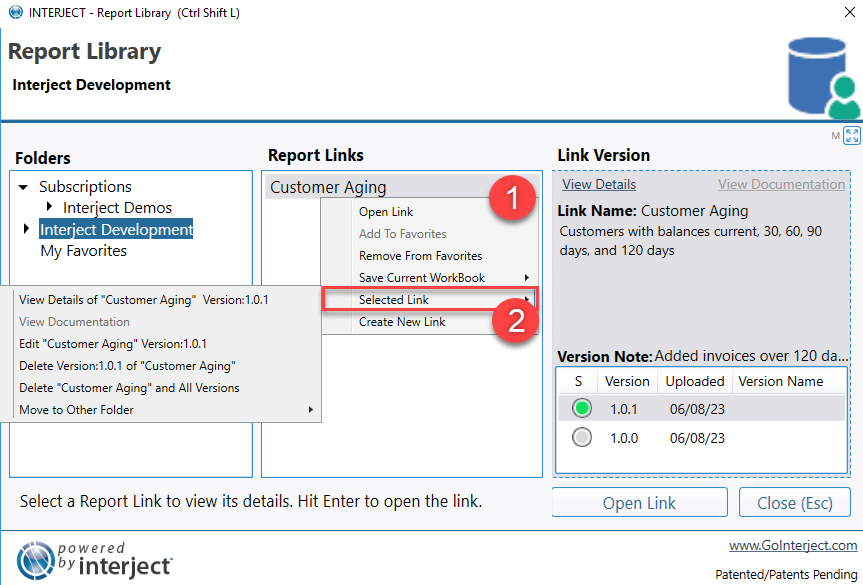 INTERJECT - Report Library (Ctrl Shift L)
Report Library
Interject Development
M
Folders
Subscriptions
Interject Demos
Interject Development
My Favorites
Report Links
Customer Aging
1
Open Link
Add To Favorites
Remove From Favorites
Save Current WorkBook
Selected Link
2
Create New Link
View Details of "Customer Aging" Version:1.0.1
View Documentation
Edit "Customer Aging" Version:1.0.1
Delete Version:1.0.1 of "Customer Aging"
Delete "Customer Aging" and All Versions
Move to Other Folder
Link Version
View Details View Documentation
Link Name: Customer Aging
Customers with balances current, 30, 60, 90
days, and 120 days
Version Note: Added invoices over 120 da...
S Version Uploaded Version Name
1.0.1 06/08/23
1.0.0 06/08/23
Select a Report Link to view its details. Hit Enter to open the link.
Open Link
Close (Esc)
powered
by interject™
www.GoInterject.com
Patented/Patents Pending